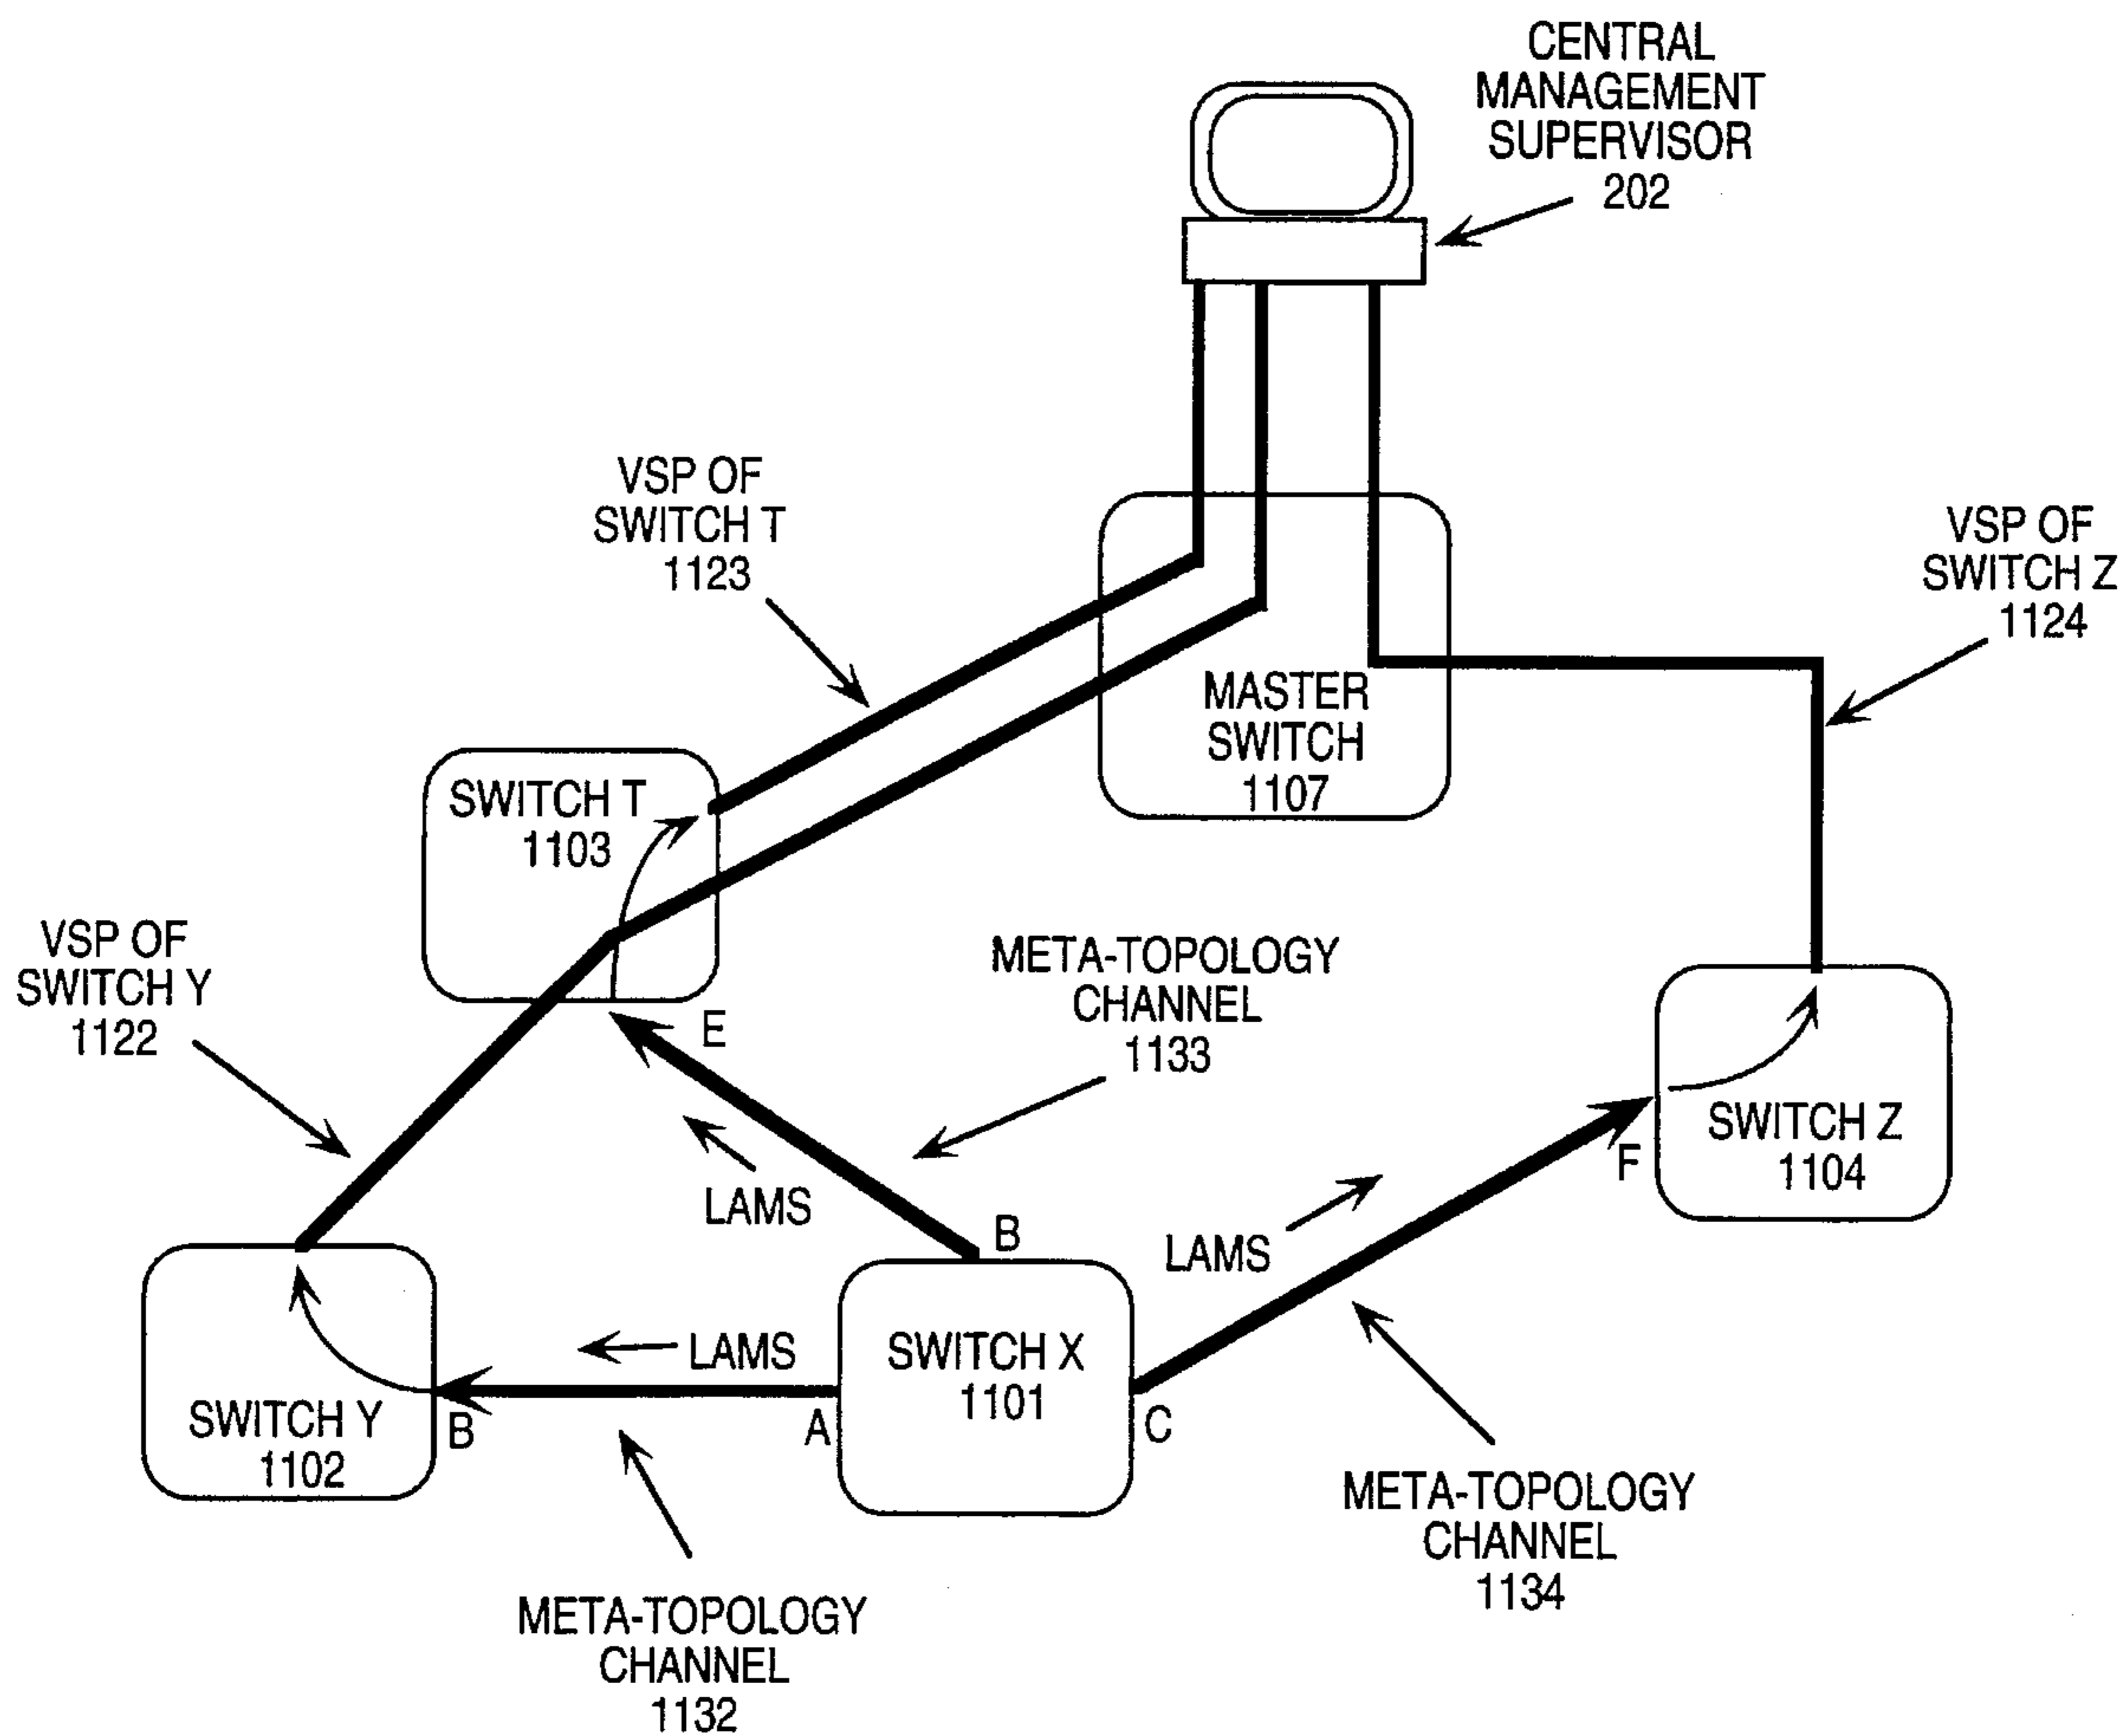 CENTRAL
MANAGEMENT
SUPERVISOR
202
VSP OF
SWITCH T
1123
VSP OF
SWITCH Z
1124
MASTER
SWITCH
1107
SWITCH T
1103
VSP OF
SWITCH Y
1122
META-TOPOLOGY
CHANNEL
1133
E
SWITCH Z
1104
F
LAMS
B
LAMS
LAMS
SWITCH X
1101
SWITCH Y
1102
B
A
C
META-TOPOLOGY
CHANNEL
1134
META-TOPOLOGY
CHANNEL
1132